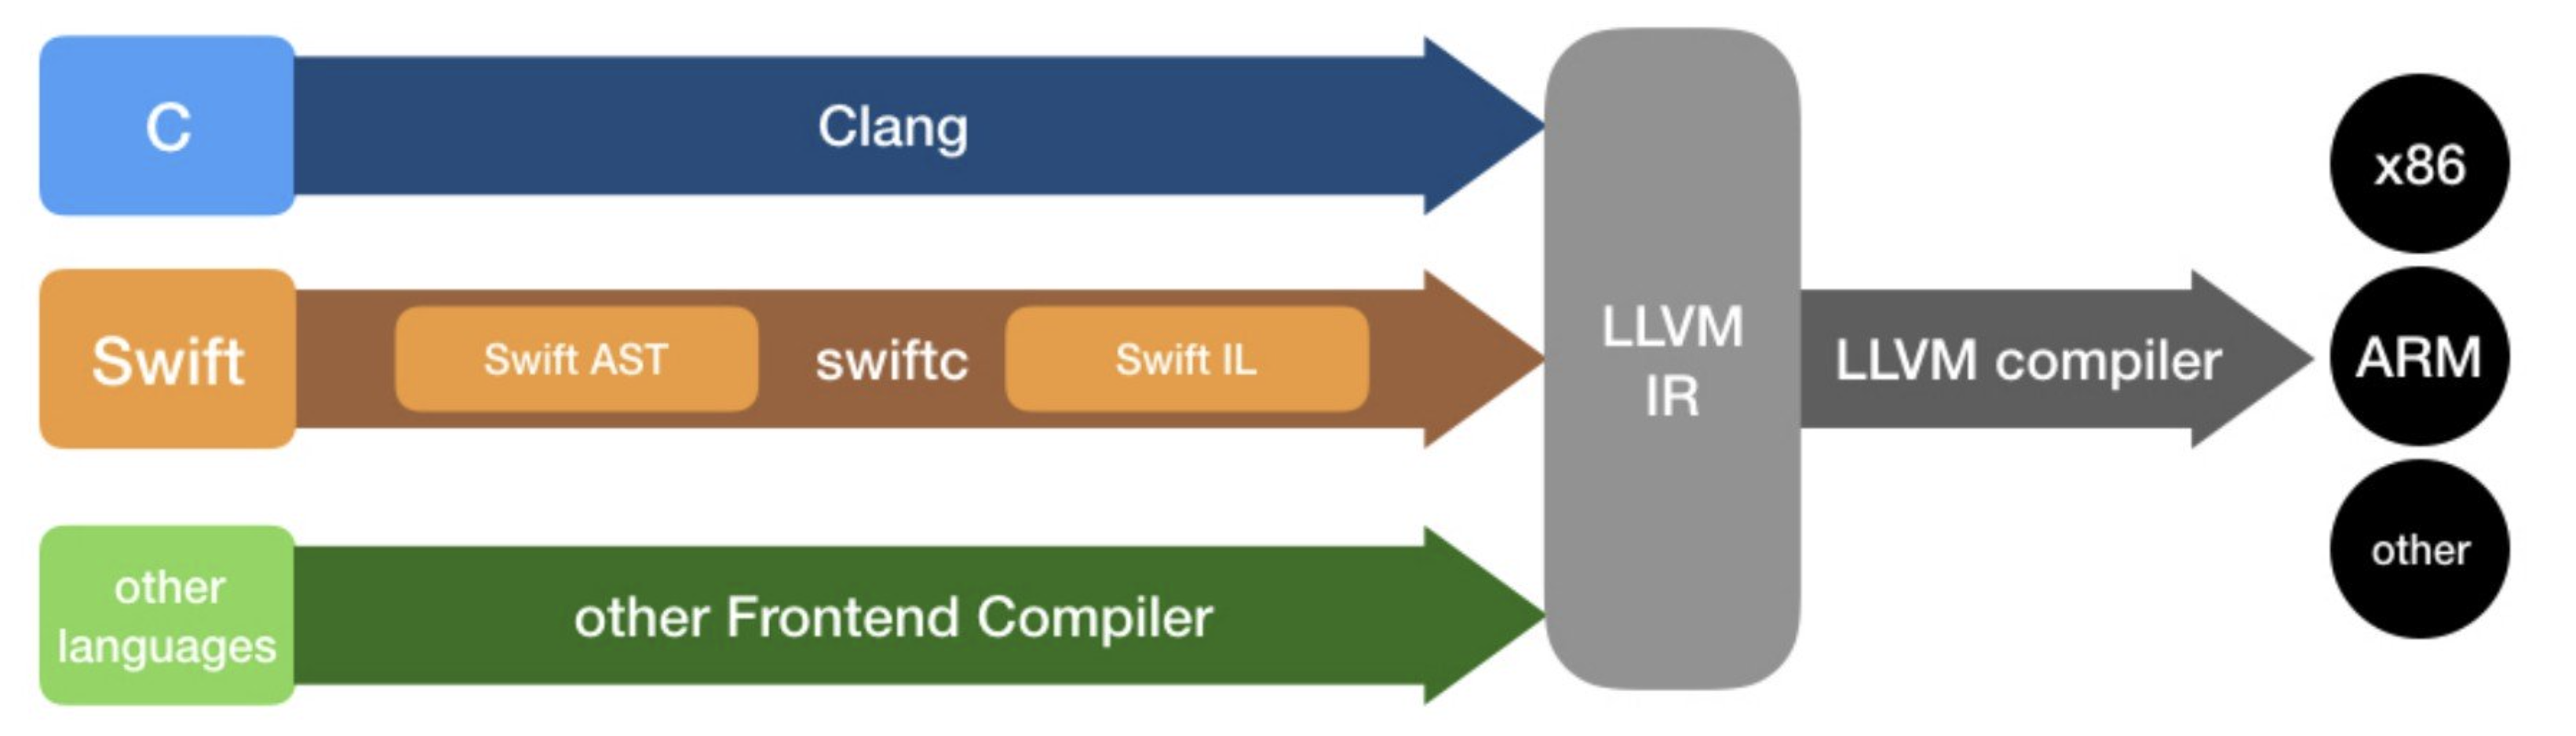 C
Clang
Swift
Swift AST
swiftc
Swift IL
other
languages
other Frontend Compiler
LLVM
IR
LLVM compiler
x86
ARM
other